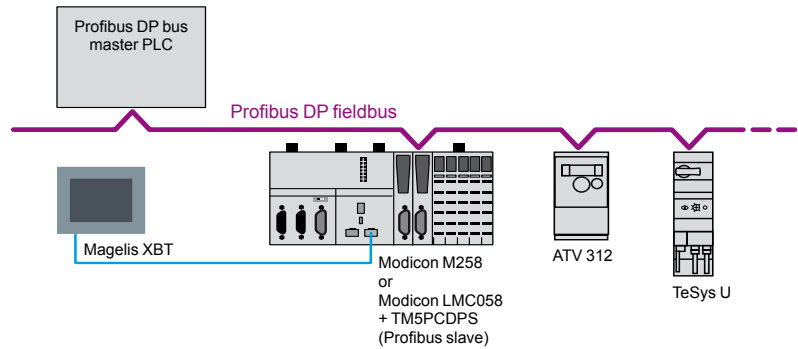 Profibus DP bus
master PLC
Profibus DP fieldbus
Magelis XBT
Modicon M258
or
Modicon LMC058
+ TM5PCDPS
(Profibus slave)
ATV 312
TeSys U